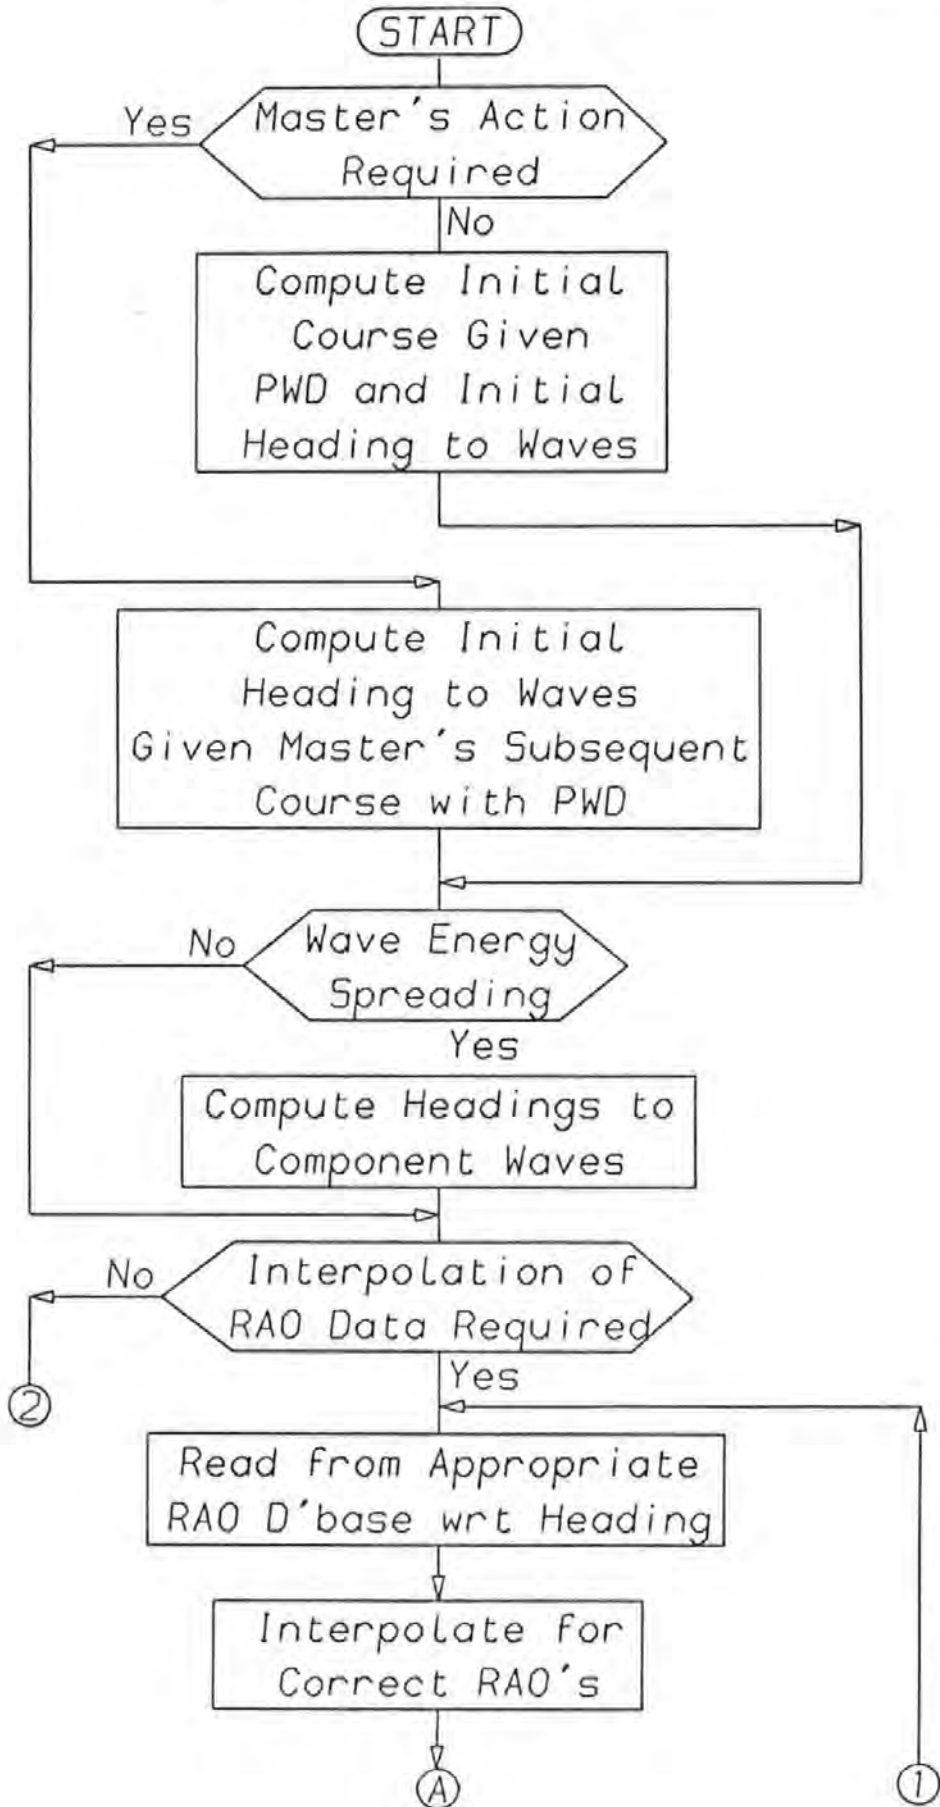 START
Master's Action
Required
Yes
No
Compute Initial
Course Given
PWD and Initial
Heading to Waves
Compute Initial
Heading to Waves
Given Master's Subsequent
Course with PWD
No
Wave Energy
Spreading
Yes
Compute Headings to
Component Waves
No
Interpolation of
RAO Data Required
Yes
2
Read from Appropriate
RAO D'base wrt Heading
Interpolate for
Correct RAO's
A
1